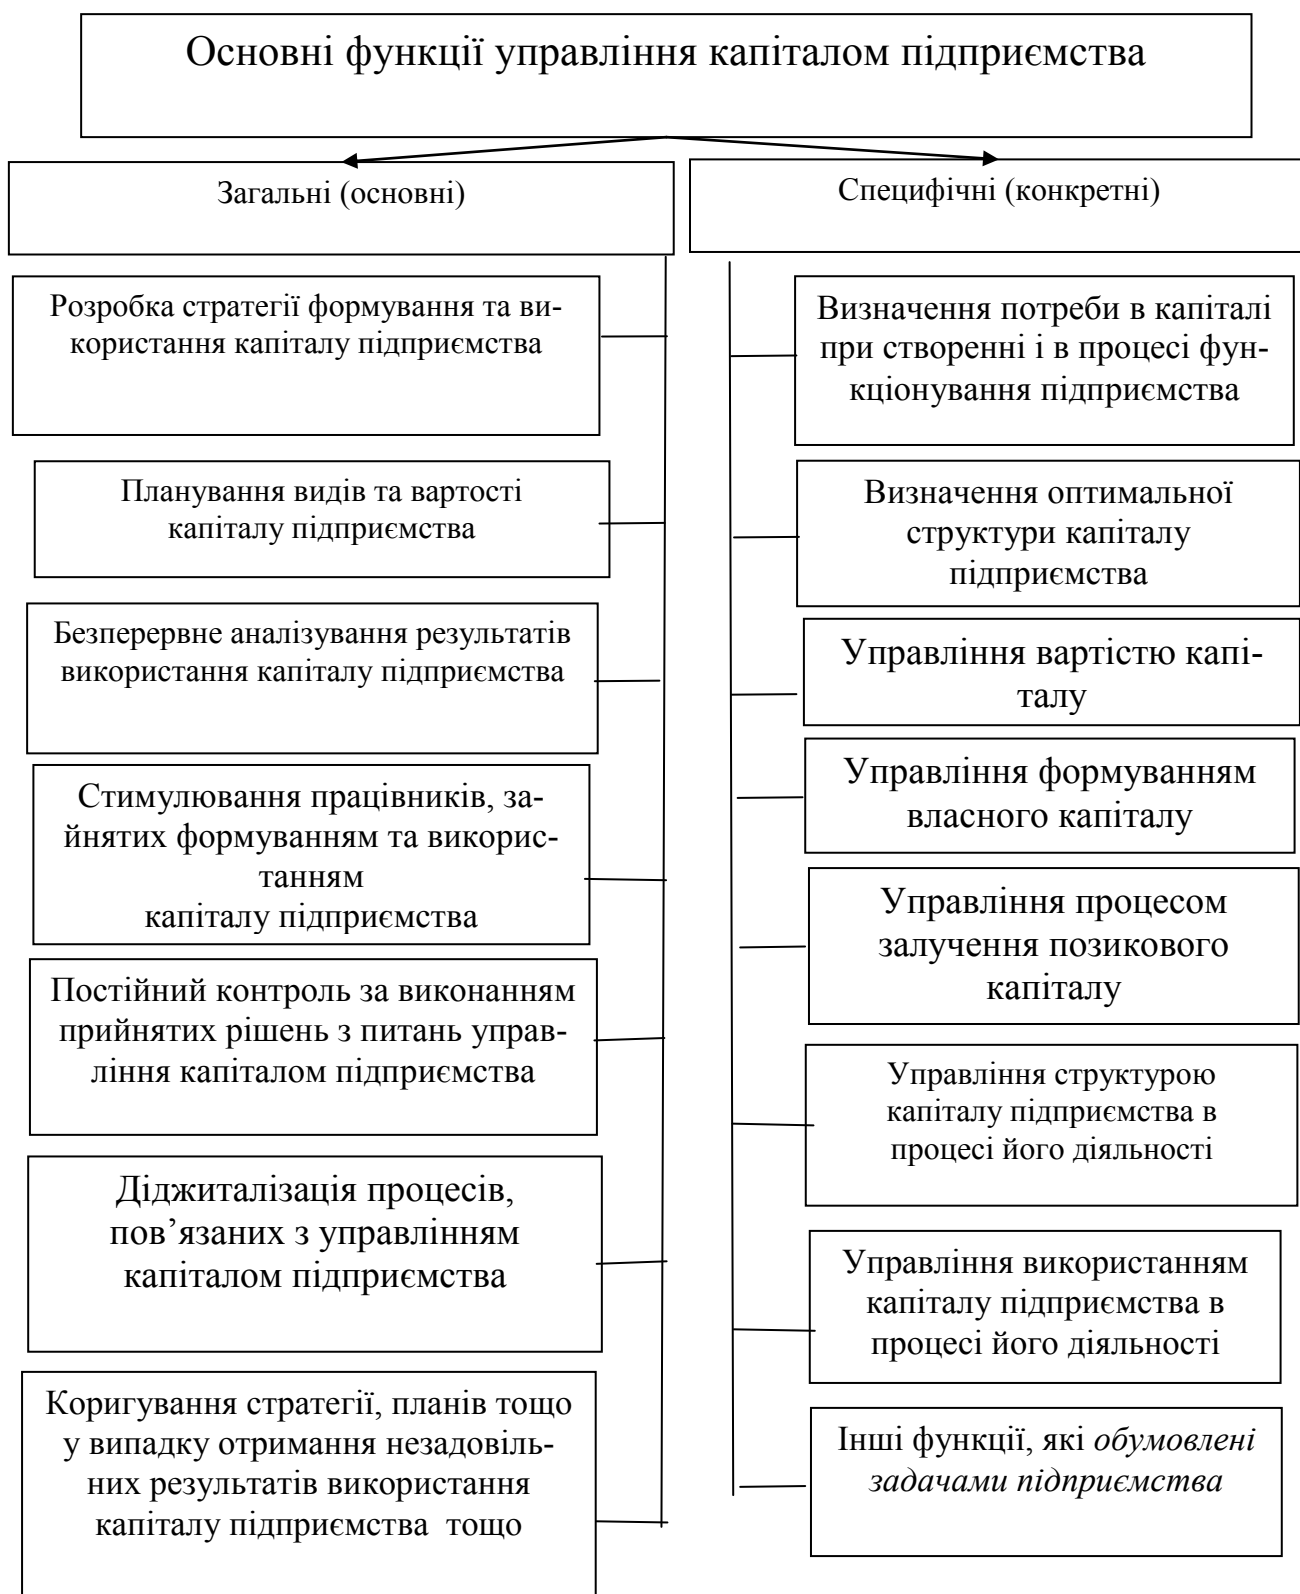 Основні функції управління капіталом підприємства
Загальні (основні)
Розробка стратегії формування та ви-
користання капіталу підприємства
Планування видів та вартості
капіталу підприємства
Безперервне аналізування результатів
використання капіталу підприємства
Стимулювання працівників, за-
йнятих формуванням та викорис-
танням
капіталу підприємства
Постійний контроль за виконанням
прийнятих рішень з питань управ-
ління капіталом підприємства
Діджиталізація процесів,
пов’язаних з управлінням
капіталом підприємства
Коригування стратегії, планів тощо
у випадку отримання незадовіль-
них результатів використання
капіталу підприємства тощо
Специфічні (конкретні)
Визначення потреби в капіталі
при створенні і в процесі фун-
кціонування підприємства
Визначення оптимальної
структури капіталу
підприємства
Управління вартістю капі-
талу
Управління формуванням
власного капіталу
Управління процесом
залучення позикового
капіталу
Управління структурою
капіталу підприємства в
процесі його діяльності
Управління використанням
капіталу підприємства в
процесі його діяльності
Інші функції, які обумовлені
задачами підприємства